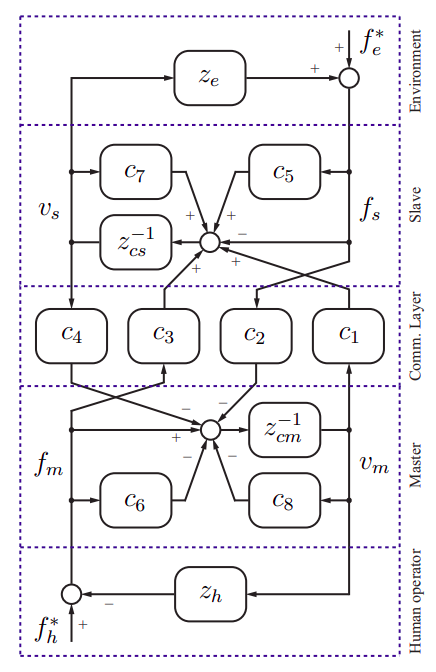 f_e^*
+
+
z_e
Environment
c_7
c_5
v_s
+
+
f_s
Slave
z_{cs}^{-1}
−
+
+
c_4
c_3
c_2
c_1
Comm. Layer
−
−
z_{cm}^{-1}
+
f_m
−
−
v_m
Master
c_6
c_8
z_h
−
f_h^*
+
Human operator